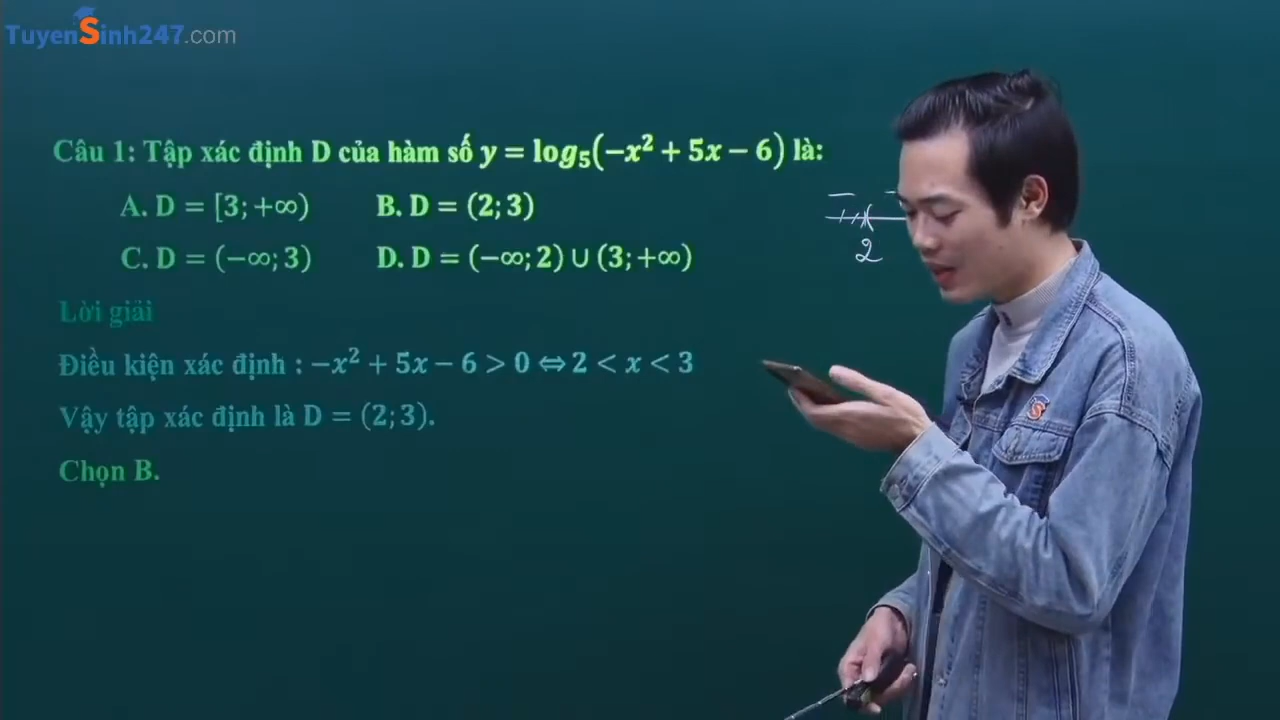 TuyenSinh247.com
Câu 1: Tập xác định D của hàm số y = log₅(−x² + 5x − 6) là:
A. D = [3; +∞) B. D = (2; 3)
C. D = (−∞; 3) D. D = (−∞; 2) ∪ (3; +∞)
2
Lời giải
Điều kiện xác định : −x² + 5x − 6 > 0 ⇔ 2 < x < 3
Vậy tập xác định là D = (2; 3).
Chọn B.